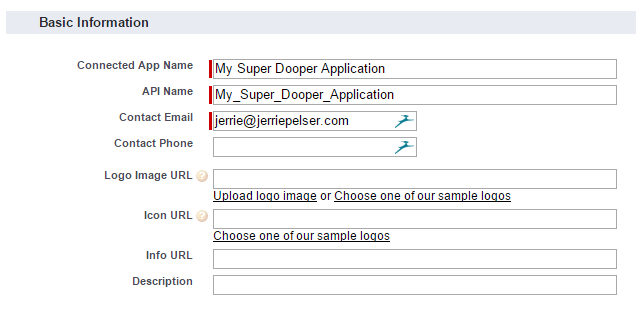 Basic Information
Connected App Name My Super Dooper Application
API Name My_Super_Dooper_Application
Contact Email jerrie@jerriepelser.com
Contact Phone
Logo Image URL ?
Upload logo image or Choose one of our sample logos
Icon URL ?
Choose one of our sample logos
Info URL
Description